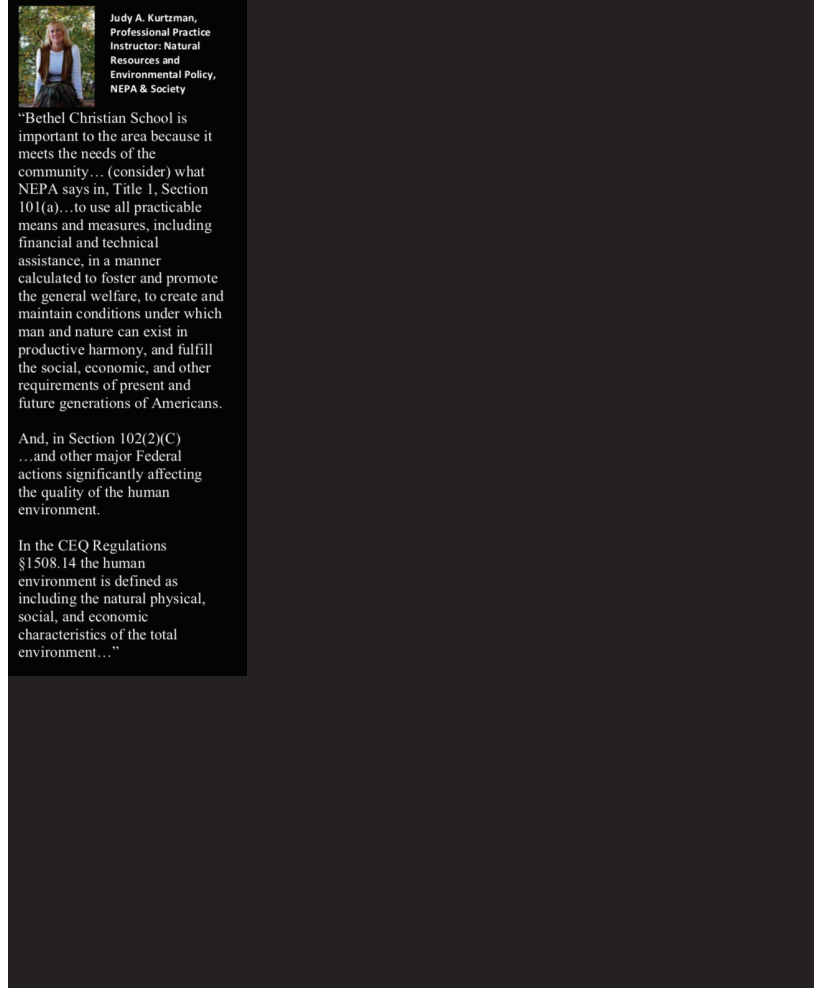 Judy A. Kurtzman,
Professional Practice
Instructor: Natural
Resources and
Environmental Policy,
NEPA & Society
“Bethel Christian School is
important to the area because it
meets the needs of the
community… (consider) what
NEPA says in, Title 1, Section
101(a)…to use all practicable
means and measures, including
financial and technical
assistance, in a manner
calculated to foster and promote
the general welfare, to create and
maintain conditions under which
man and nature can exist in
productive harmony, and fulfill
the social, economic, and other
requirements of present and
future generations of Americans.
And, in Section 102(2)(C)
…and other major Federal
actions significantly affecting
the quality of the human
environment.
In the CEQ Regulations
§1508.14 the human
environment is defined as
including the natural physical,
social, and economic
characteristics of the total
environment…”